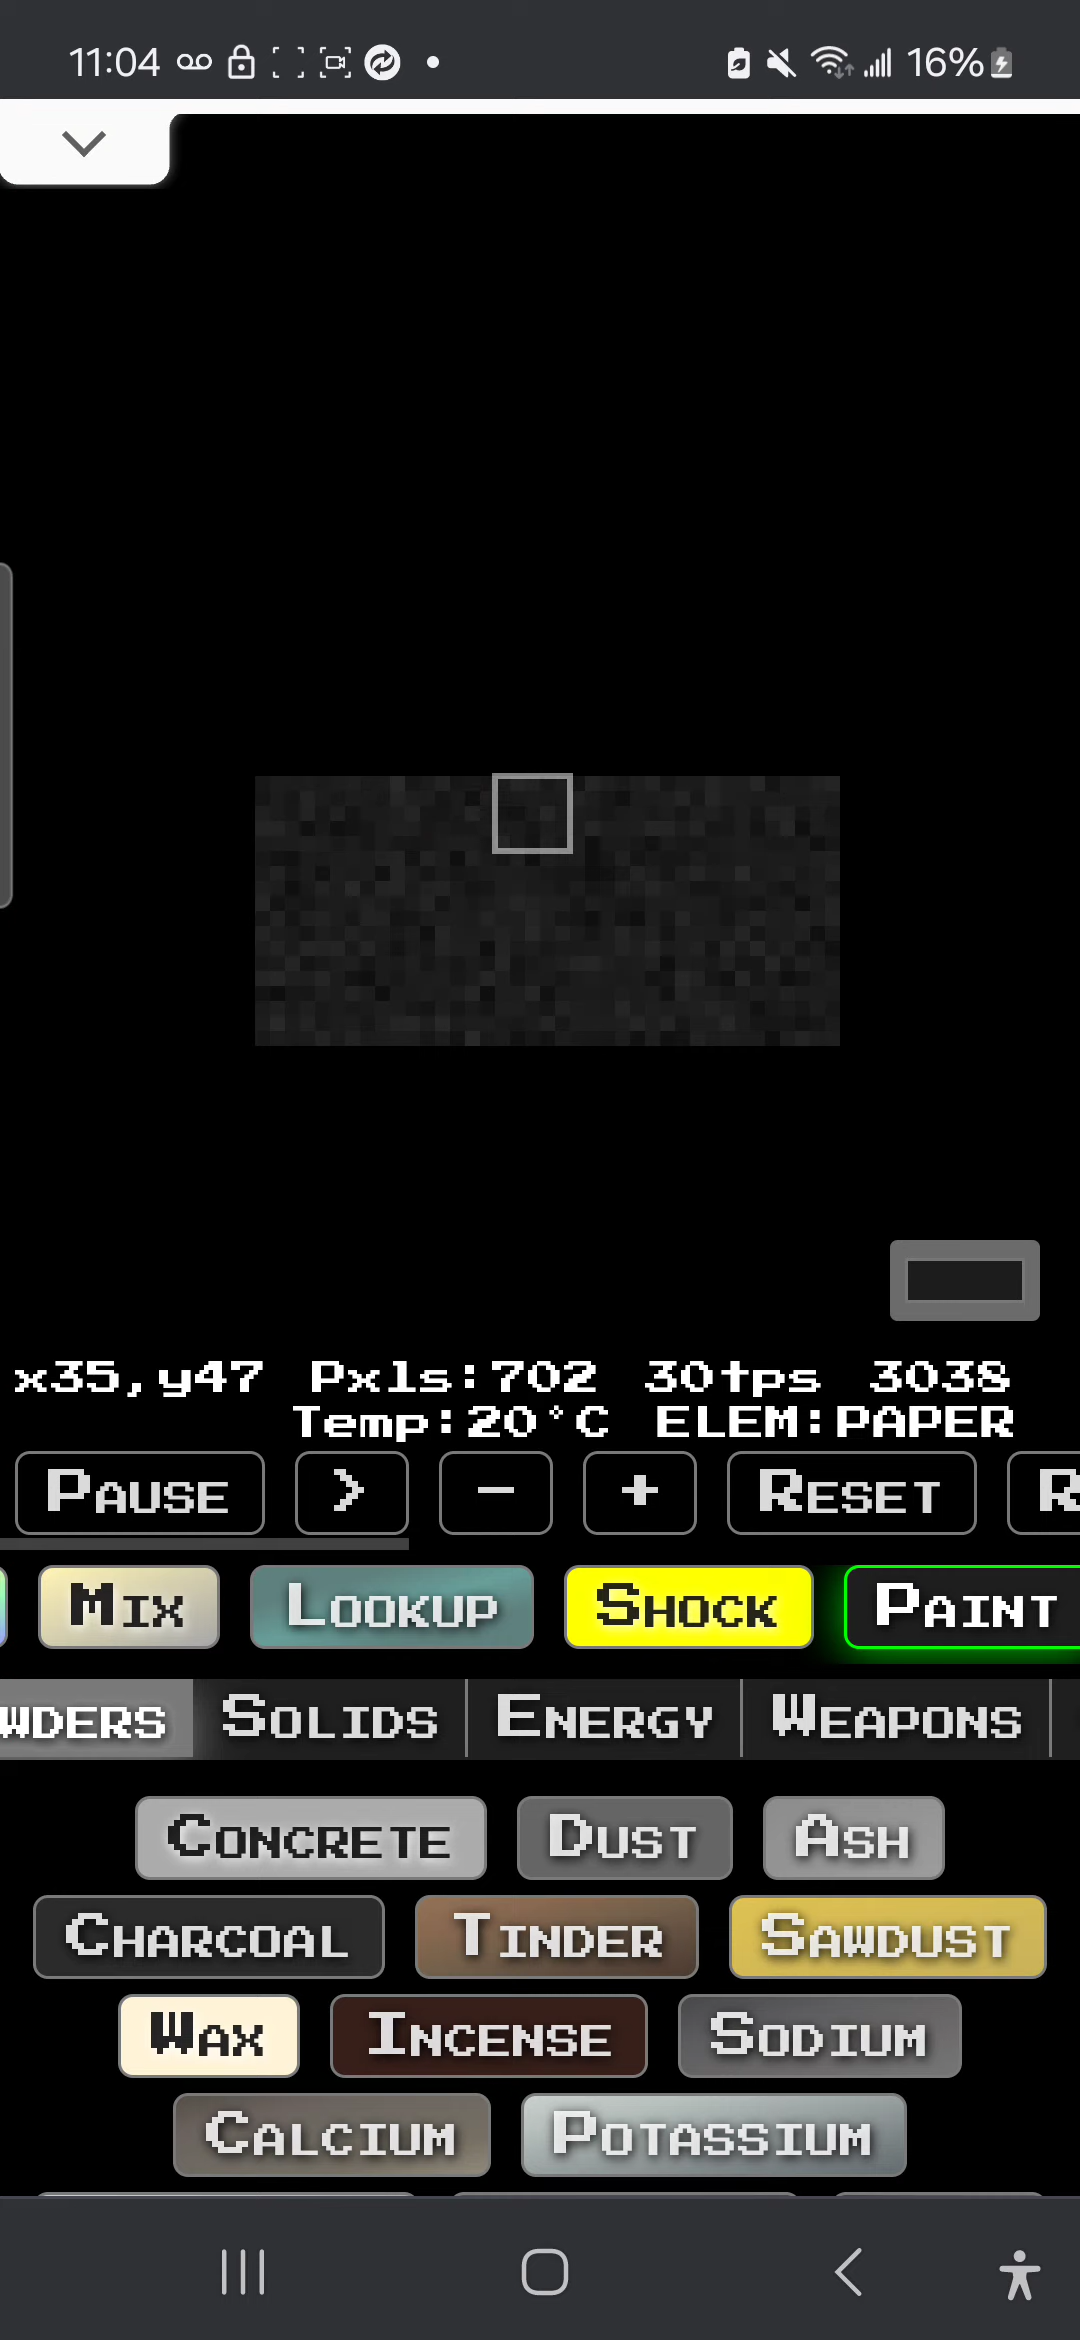 11:04 16%
x35,y47 Pxls:702 30tps 3038
Temp:20°C ELEM:PAPER
PAUSE > - + RESET R
MIX LOOKUP SHOCK PAINT
WDERS SOLIDS ENERGY WEAPONS
CONCRETE DUST ASH
CHARCOAL TINDER SAWDUST
WAX INCENSE SODIUM
CALCIUM POTASSIUM